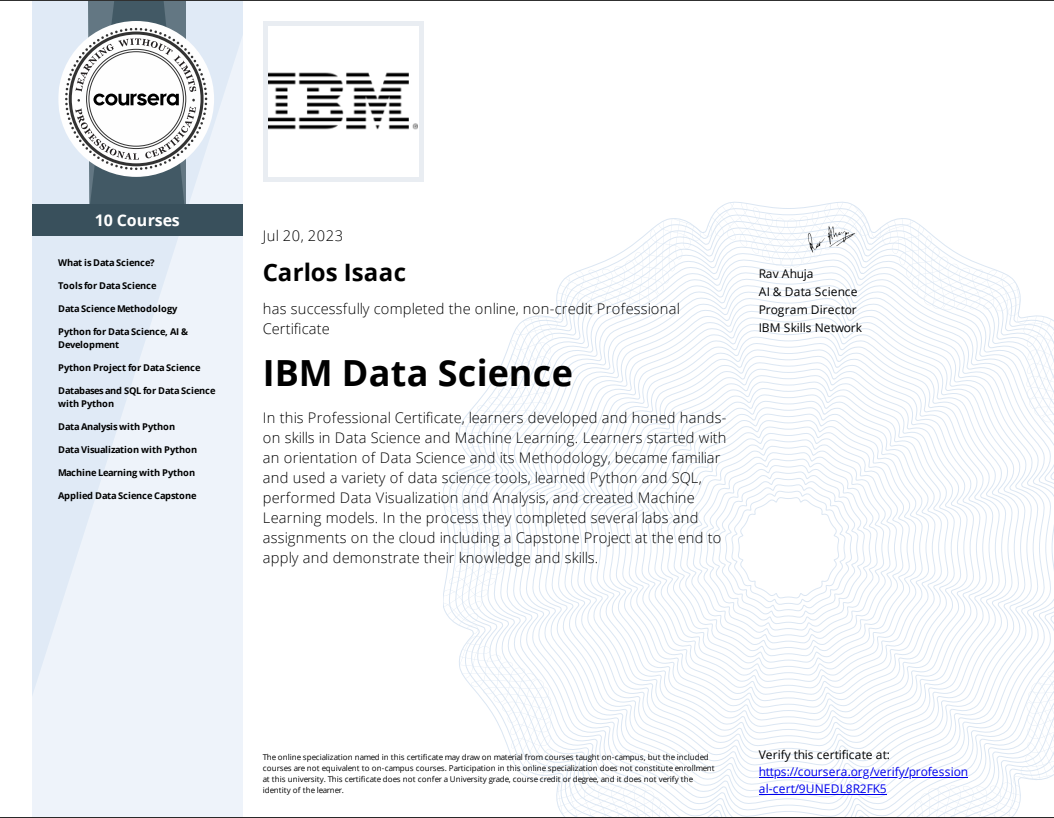 LEARNING WITHOUT LIMITS
coursera
PROFESSIONAL CERTIFICATE
10 Courses
What is Data Science?
Tools for Data Science
Data Science Methodology
Python for Data Science, AI &
Development
Python Project for Data Science
Databases and SQL for Data Science
with Python
Data Analysis with Python
Data Visualization with Python
Machine Learning with Python
Applied Data Science Capstone
IBM®
Jul 20, 2023
Carlos Isaac
has successfully completed the online, non-credit Professional
Certificate
IBM Data Science
In this Professional Certificate, learners developed and honed hands-
on skills in Data Science and Machine Learning. Learners started with
an orientation of Data Science and its Methodology, became familiar
and used a variety of data science tools, learned Python and SQL,
performed Data Visualization and Analysis, and created Machine
Learning models. In the process they completed several labs and
assignments on the cloud including a Capstone Project at the end to
apply and demonstrate their knowledge and skills.
Rav Ahuja
Rav Ahuja
AI & Data Science
Program Director
IBM Skills Network
The online specialization named in this certificate may draw on material from courses taught on-campus, but the included
courses are not equivalent to on-campus courses. Participation in this online specialization does not constitute enrollment
at this university. This certificate does not confer a University grade, course credit or degree, and it does not verify the
identity of the learner.
Verify this certificate at:
https://coursera.org/verify/profession
al-cert/9UNEDL8R2FK5